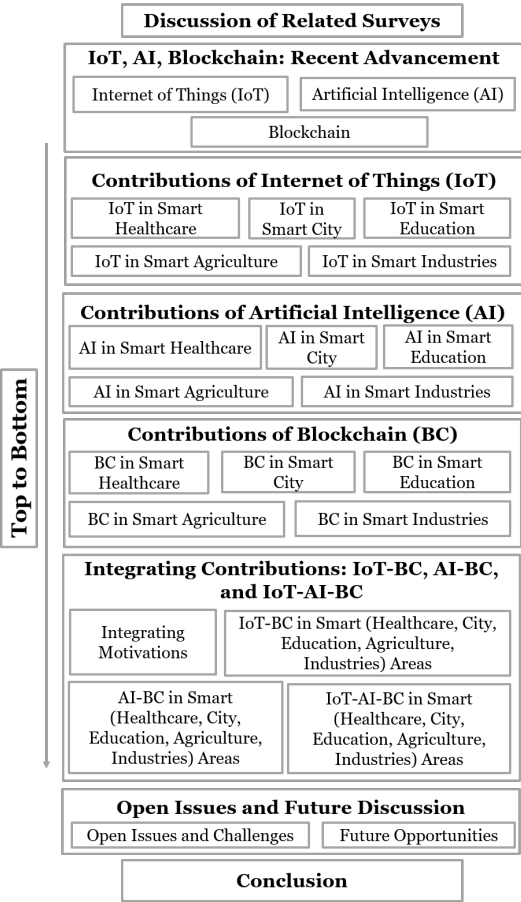 Discussion of Related Surveys
IoT, AI, Blockchain: Recent Advancement
Internet of Things (IoT)
Artificial Intelligence (AI)
Blockchain
Contributions of Internet of Things (IoT)
IoT in Smart
Healthcare
IoT in
Smart City
IoT in Smart
Education
IoT in Smart Agriculture
IoT in Smart Industries
Contributions of Artificial Intelligence (AI)
AI in Smart Healthcare
AI in Smart
City
AI in Smart
Education
AI in Smart Agriculture
AI in Smart Industries
Top to Bottom
Contributions of Blockchain (BC)
BC in Smart
Healthcare
BC in Smart
City
BC in Smart
Education
BC in Smart Agriculture
BC in Smart Industries
Integrating Contributions: IoT-BC, AI-BC,
and IoT-AI-BC
Integrating
Motivations
IoT-BC in Smart (Healthcare, City,
Education, Agriculture,
Industries) Areas
AI-BC in Smart
(Healthcare, City,
Education, Agriculture,
Industries) Areas
IoT-AI-BC in Smart
(Healthcare, City,
Education, Agriculture,
Industries) Areas
Open Issues and Future Discussion
Open Issues and Challenges
Future Opportunities
Conclusion